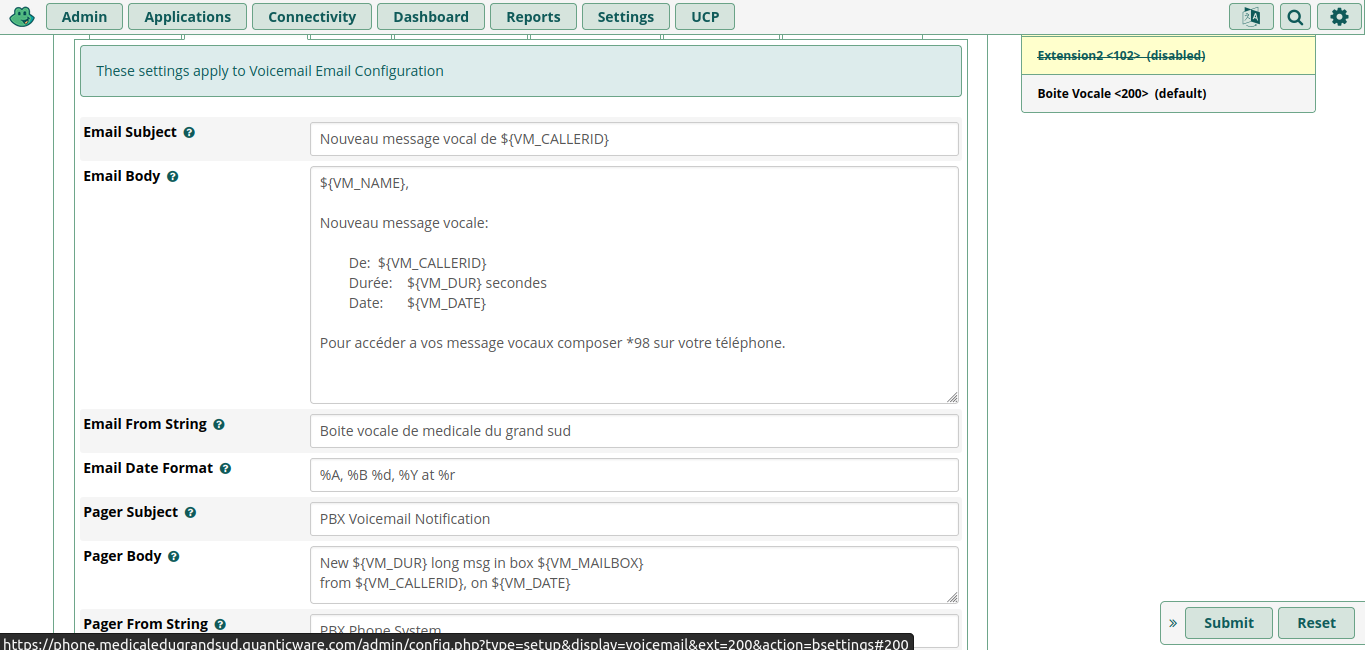 Admin Applications Connectivity Dashboard Reports Settings UCP
These settings apply to Voicemail Email Configuration
Extension2 <102> (disabled)
Boite Vocale <200> (default)
Email Subject
Nouveau message vocal de ${VM_CALLERID}
Email Body
${VM_NAME},
Nouveau message vocale:
De: ${VM_CALLERID}
Durée: ${VM_DUR} secondes
Date: ${VM_DATE}
Pour accéder a vos message vocaux composer *98 sur votre téléphone.
Email From String
Boite vocale de medicale du grand sud
Email Date Format
%A, %B %d, %Y at %r
Pager Subject
PBX Voicemail Notification
Pager Body
New ${VM_DUR} long msg in box ${VM_MAILBOX}
from ${VM_CALLERID}, on ${VM_DATE}
Pager From String
PBX Phone System
» Submit Reset
https://phone.medicaledugrandsud.quanticware.com/admin/config.php?type=setup&display=voicemail&ext=200&action=bsettings#200